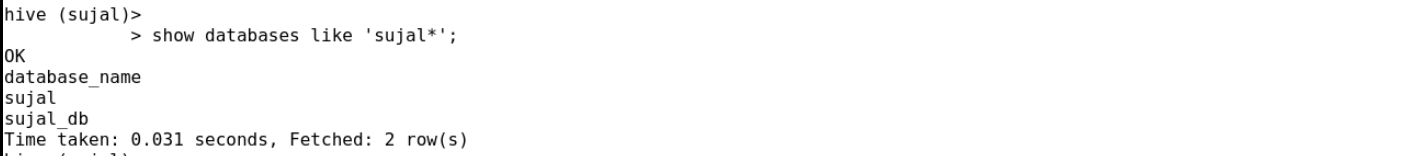 hive (sujal)>
            > show databases like 'sujal*';
OK
database_name
sujal
sujal_db
Time taken: 0.031 seconds, Fetched: 2 row(s)